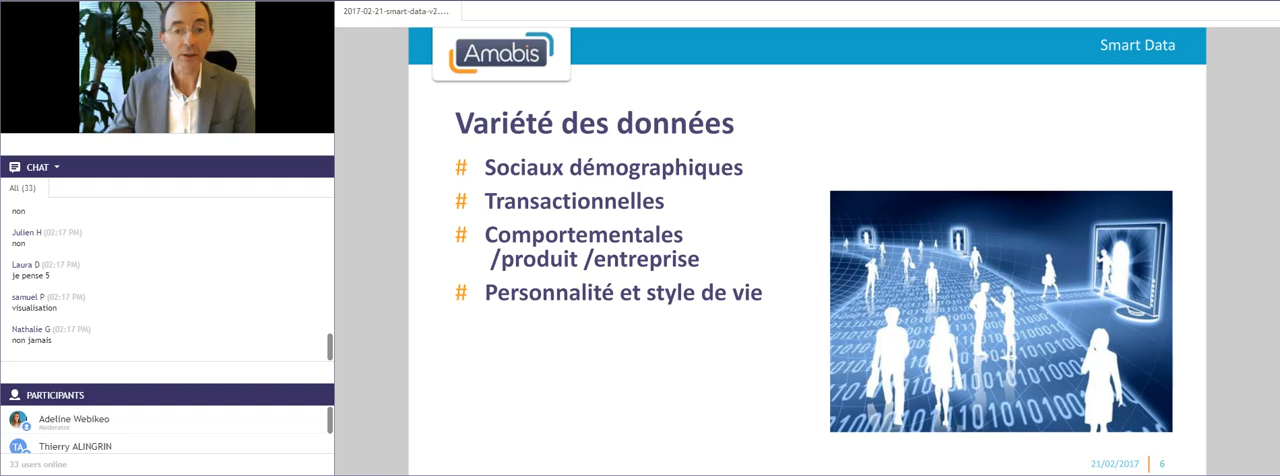 CHAT
All (33)
non
Julien H (02:17 PM)
non
Laura D (02:17 PM)
je pense 5
samuel P (02:17 PM)
visualisation
Nathalie G (02:17 PM)
non jamais
PARTICIPANTS
Adeline Webikeo
Moderator
TA
Thierry ALINGRIN
33 users online
2017-02-21-smart-data-v2....
Amabis
Smart Data
Variété des données
# Sociaux démographiques
# Transactionnelles
# Comportementales
/produit /entreprise
# Personnalité et style de vie
21/02/2017 | 6